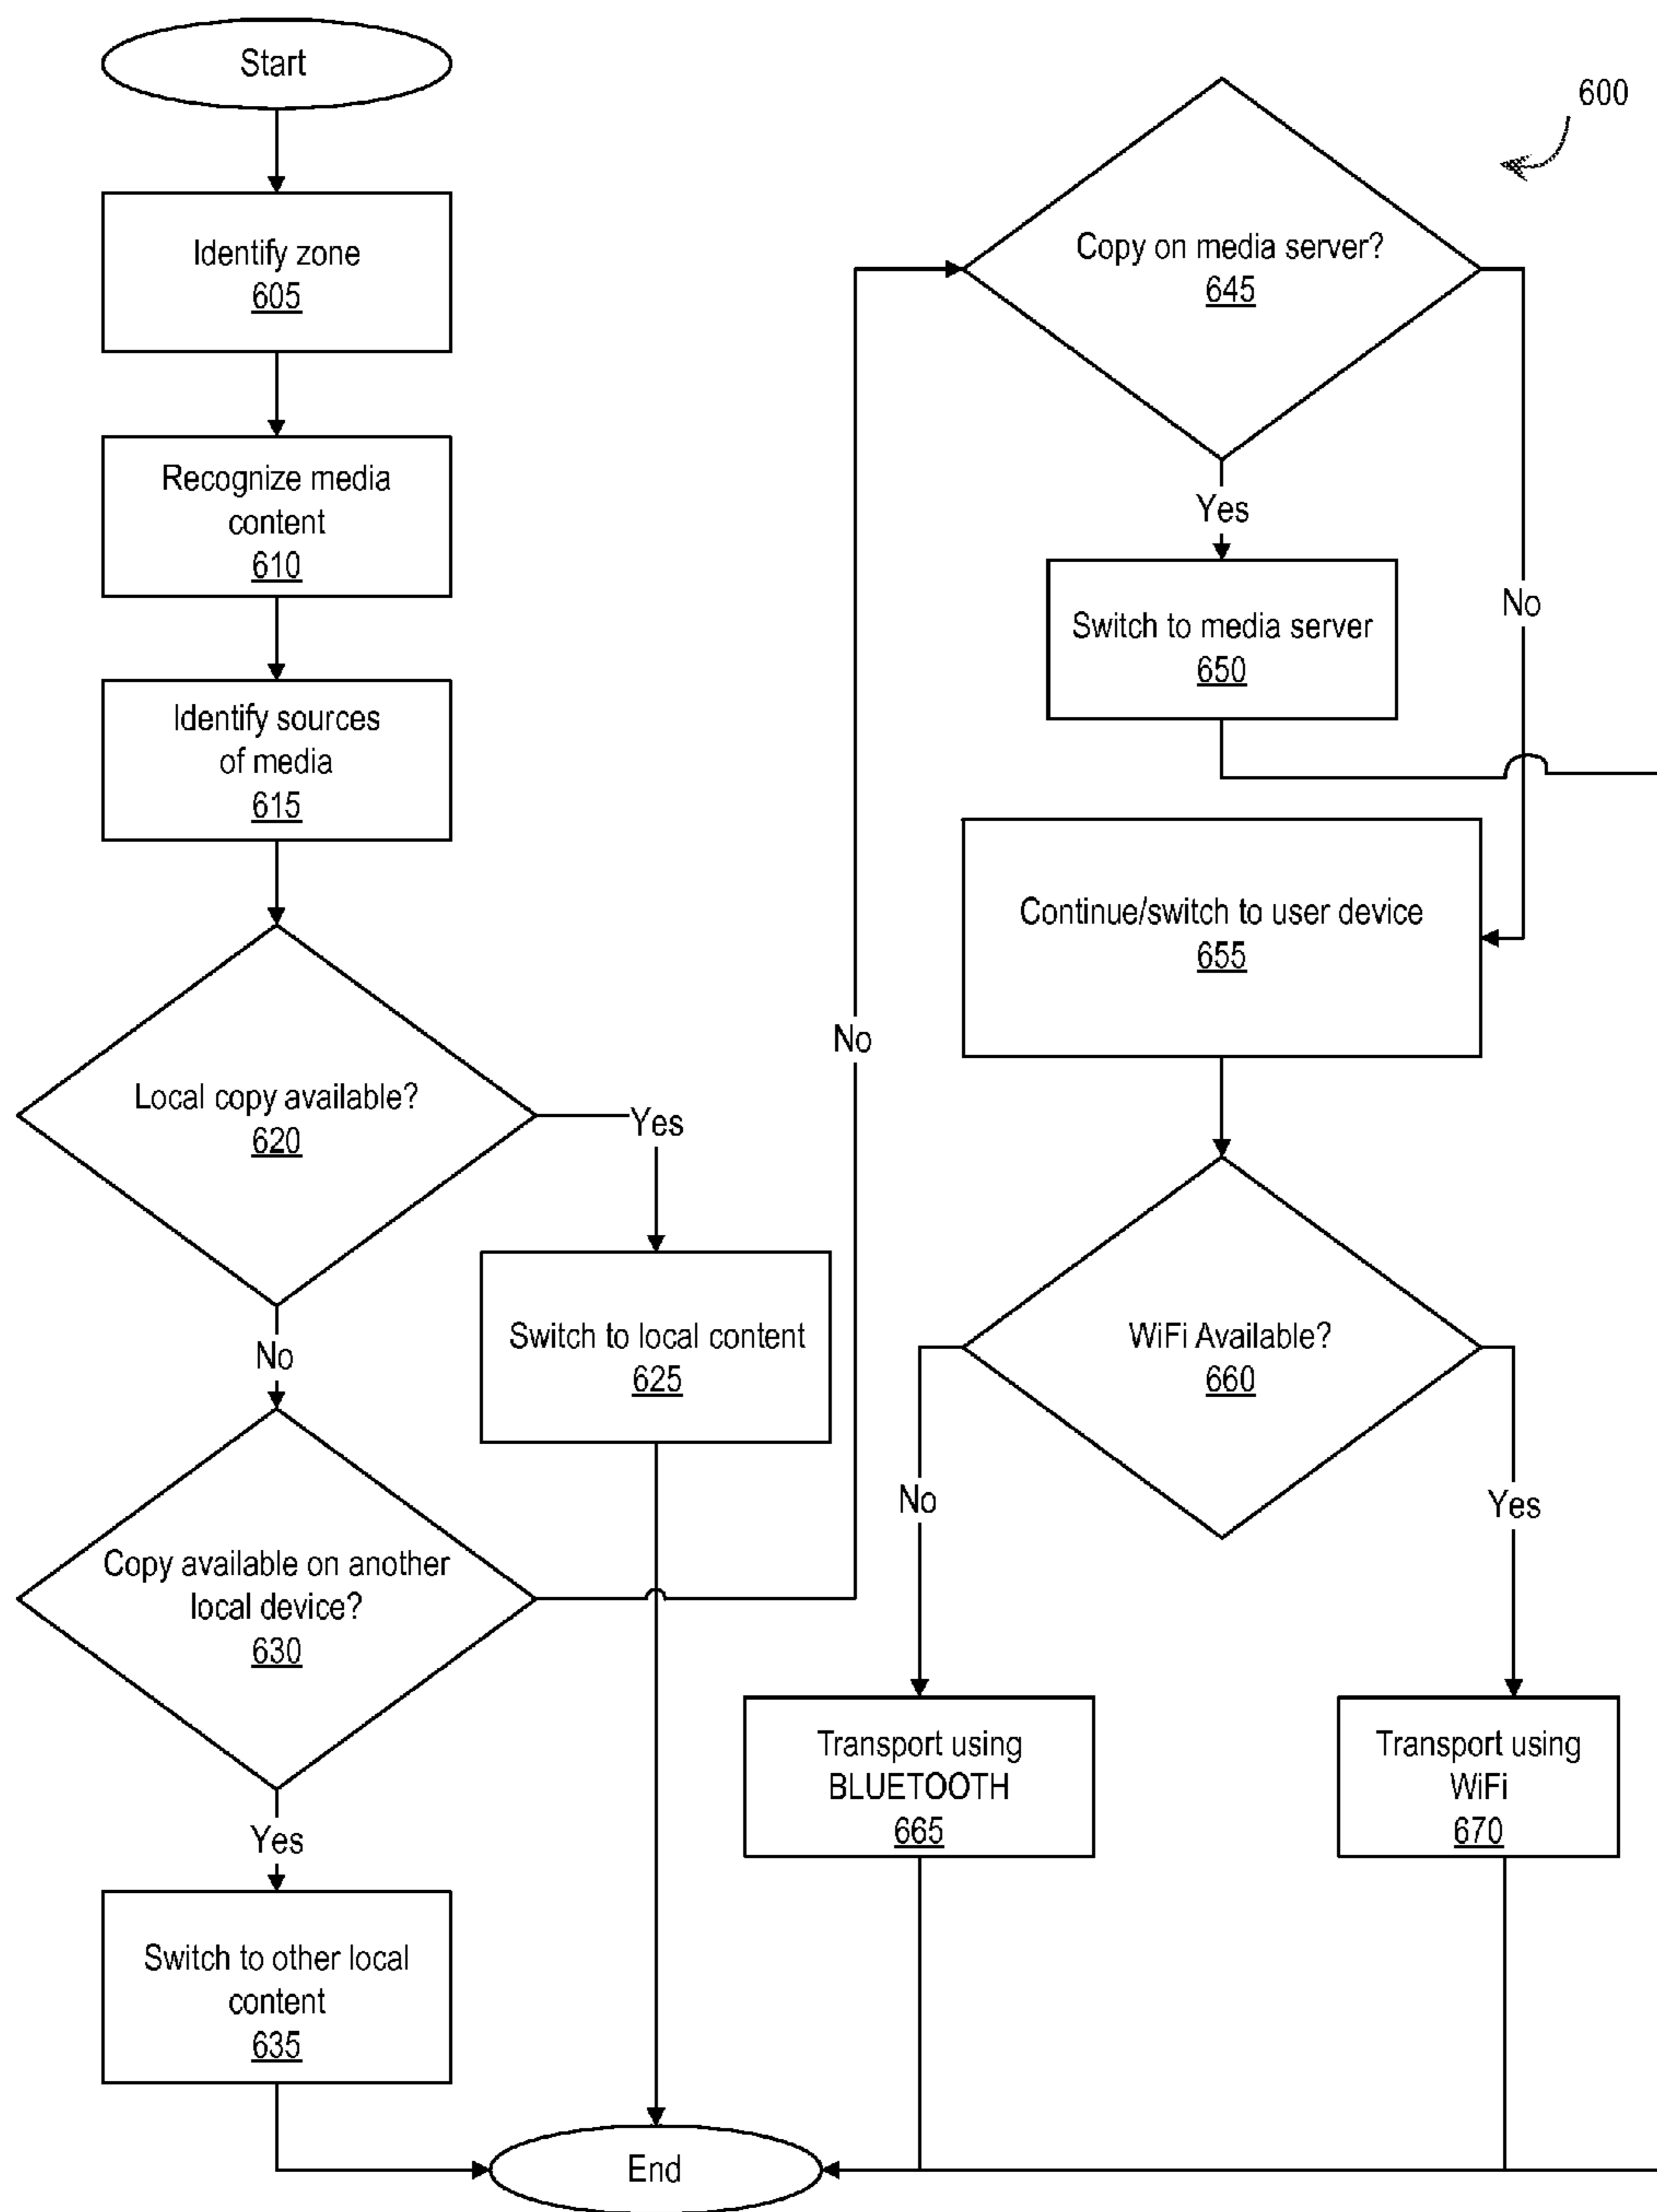 Start
Identify zone
605
Recognize media
content
610
Identify sources
of media
615
Local copy available?
620
Yes
No
Switch to local content
625
Copy available on another
local device?
630
No
Yes
Switch to other local
content
635
600
Copy on media server?
645
Yes
No
Switch to media server
650
Continue/switch to user device
655
WiFi Available?
660
No
Yes
Transport using
BLUETOOTH
665
Transport using
WiFi
670
End